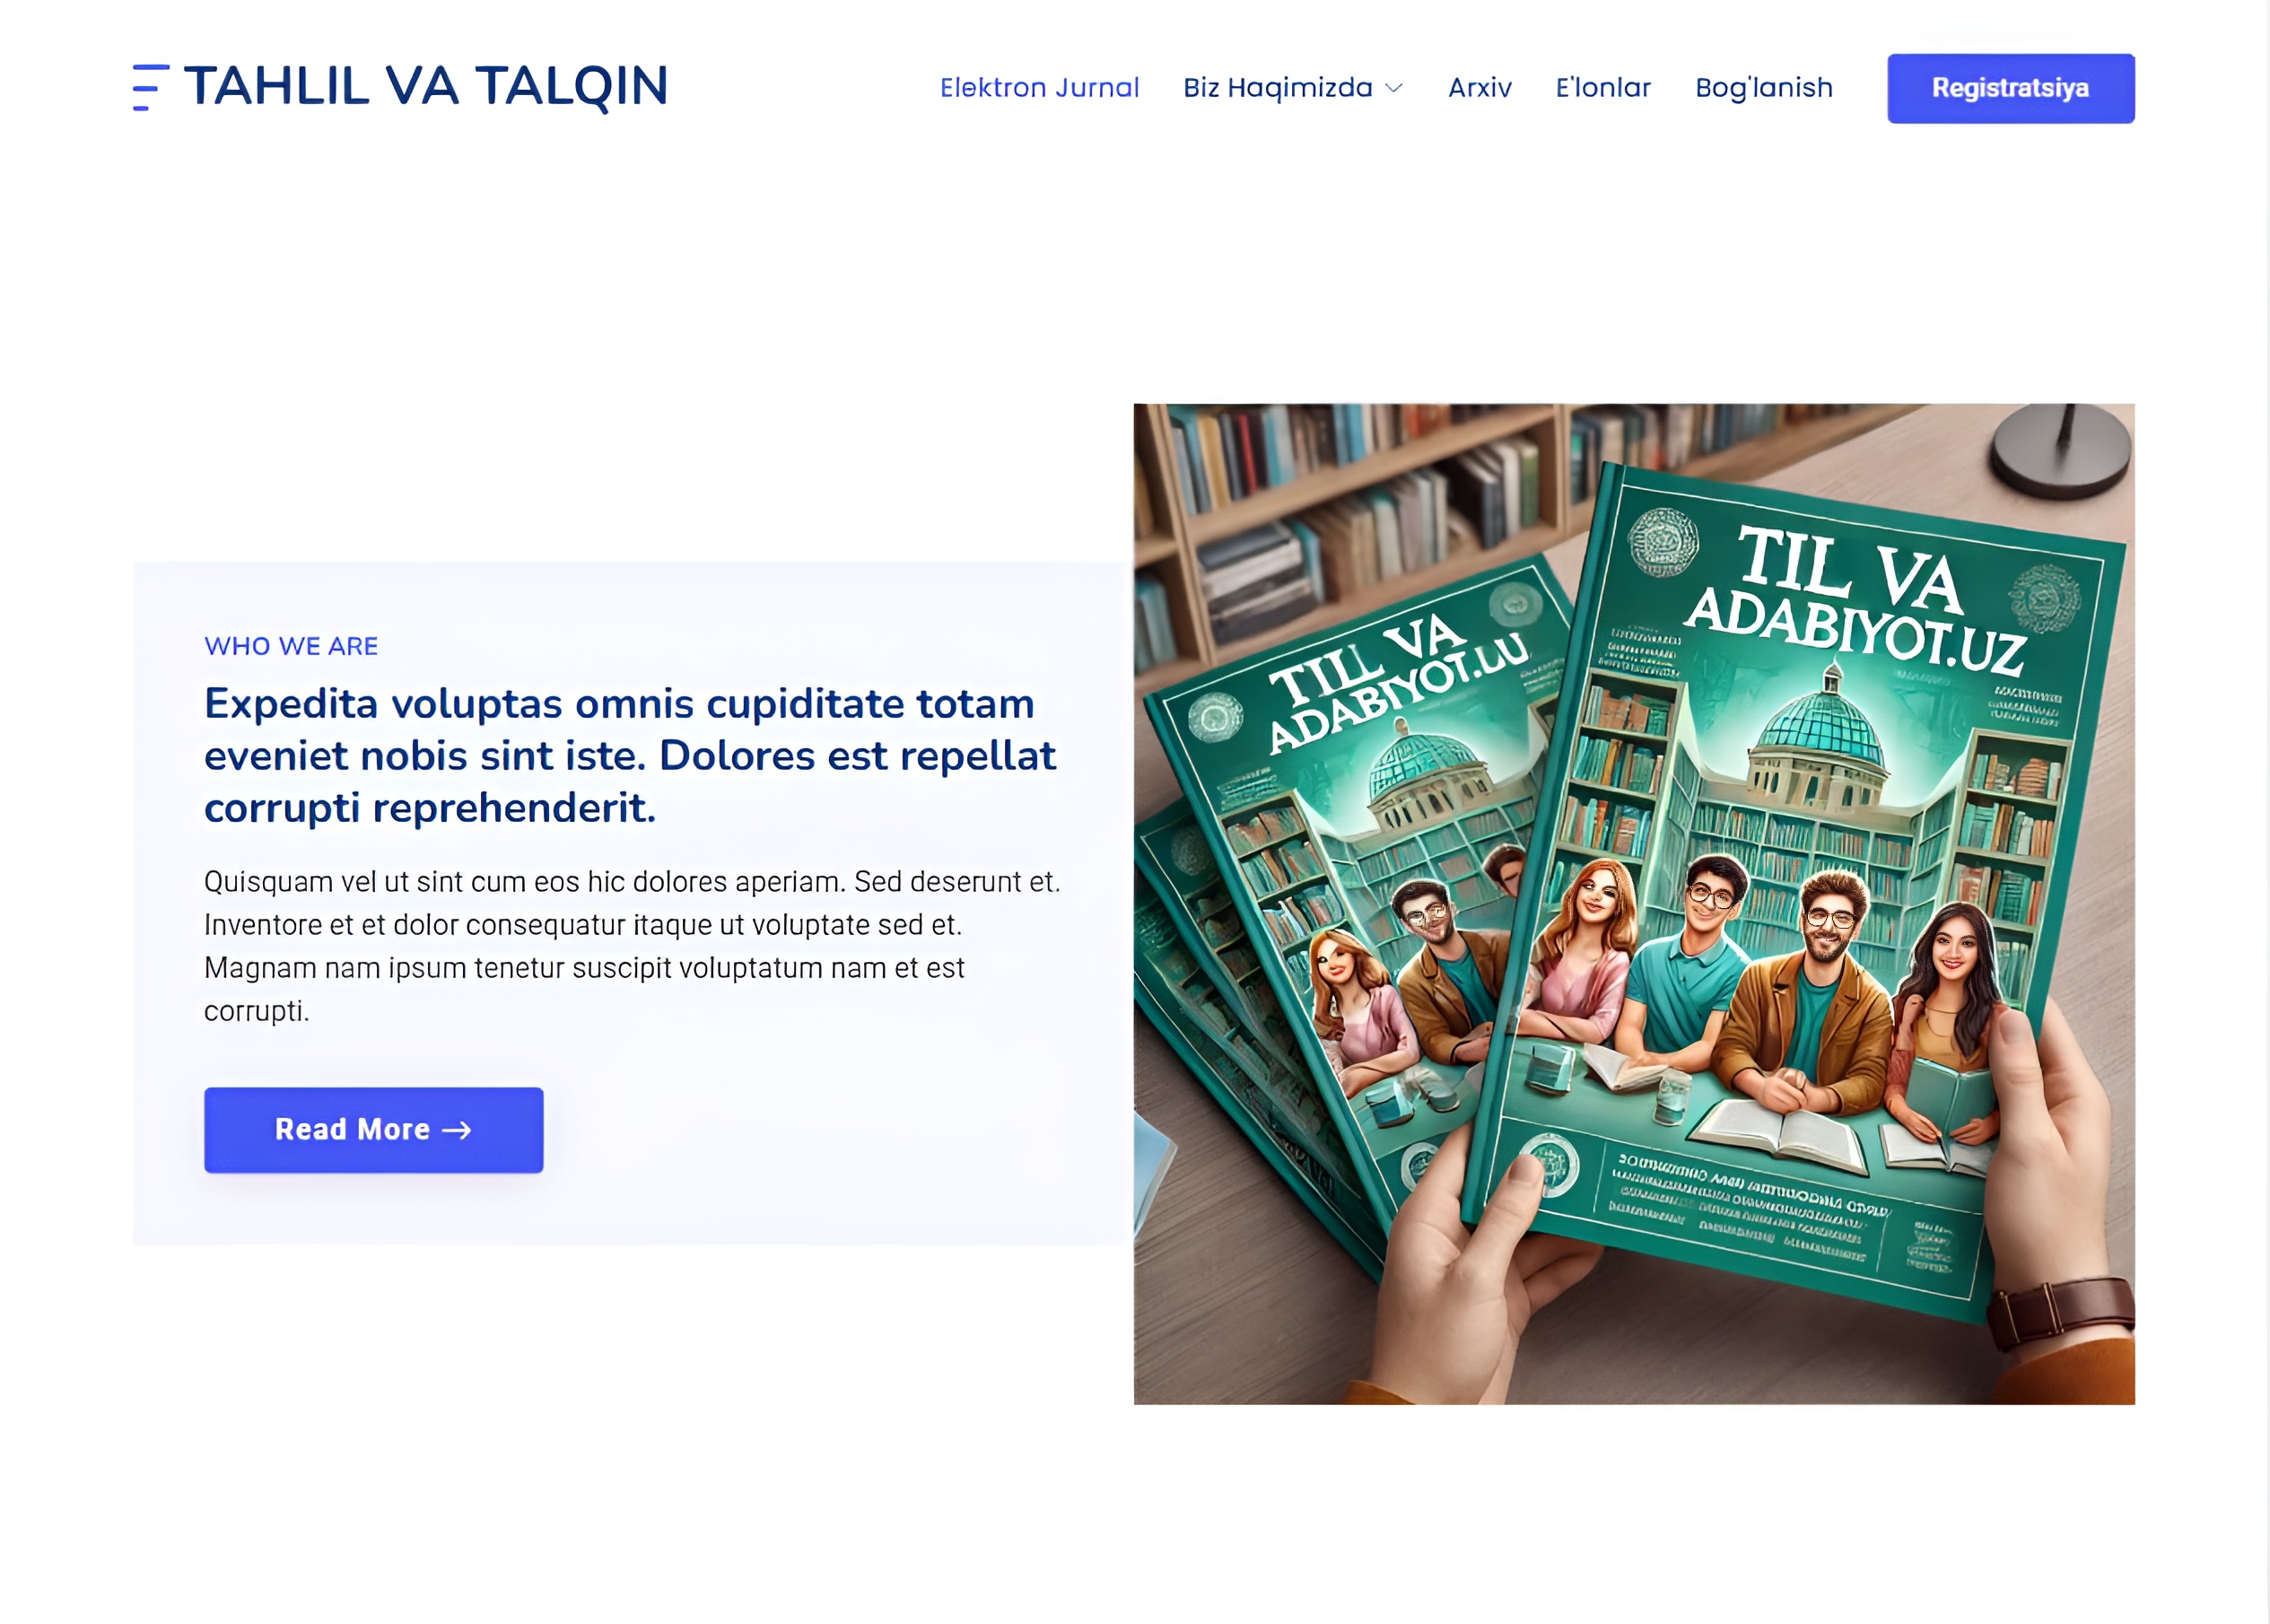 TAHLIL VA TALQIN
Elektron Jurnal Biz Haqimizda Arxiv E'lonlar Bog'lanish Registratsiya
WHO WE ARE
Expedita voluptas omnis cupiditate totam
eveniet nobis sint iste. Dolores est repellat
corrupti reprehenderit.
Quisquam vel ut sint cum eos hic dolores aperiam. Sed deserunt et.
Inventore et et dolor consequatur itaque ut voluptate sed et.
Magnam nam ipsum tenetur suscipit voluptatum nam et est
corrupti.
Read More →
TILL VA
ADABIYOT.LU
TIL VA
ADABIYOT.UZ